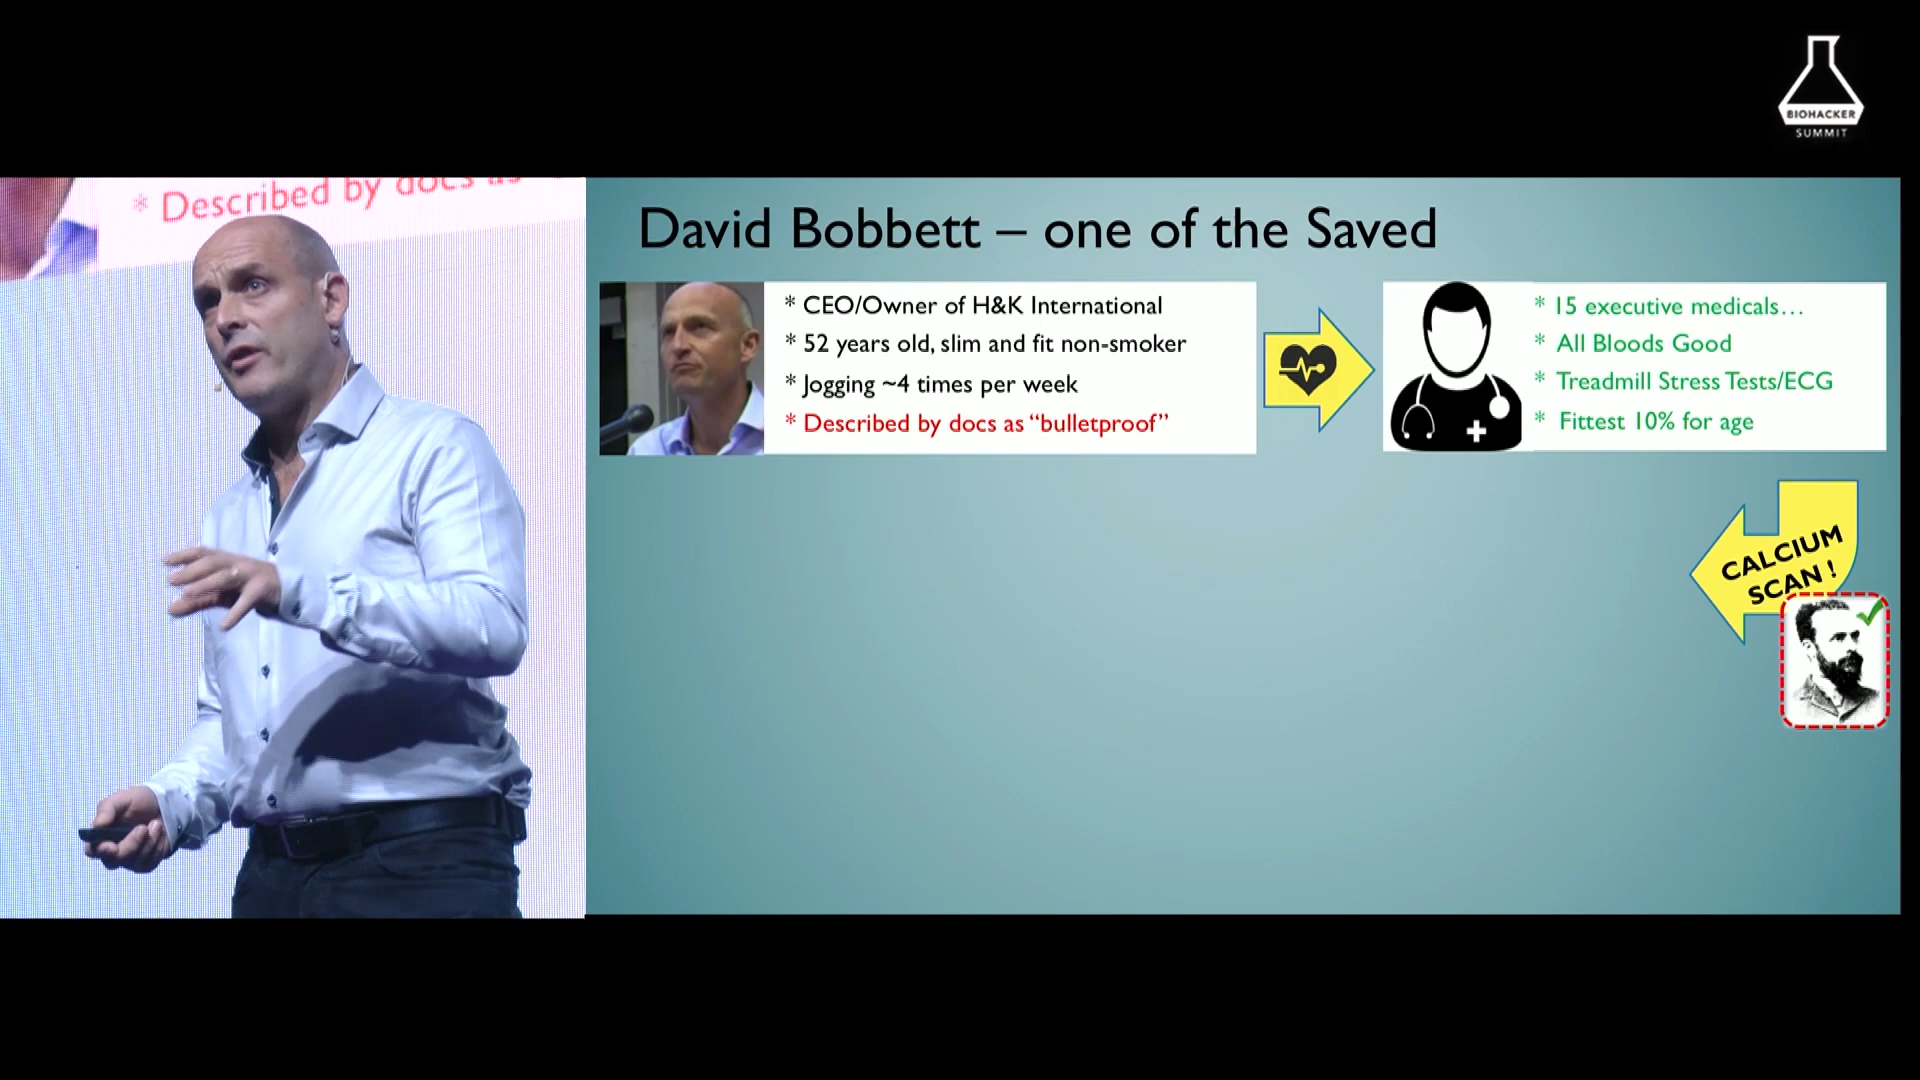 BIOHACKER
SUMMIT
* Described by docs as
David Bobbett – one of the Saved
* CEO/Owner of H&K International
* 52 years old, slim and fit non-smoker
* Jogging ~4 times per week
* Described by docs as “bulletproof”
* 15 executive medicals…
* All Bloods Good
* Treadmill Stress Tests/ECG
* Fittest 10% for age
CALCIUM
SCAN !